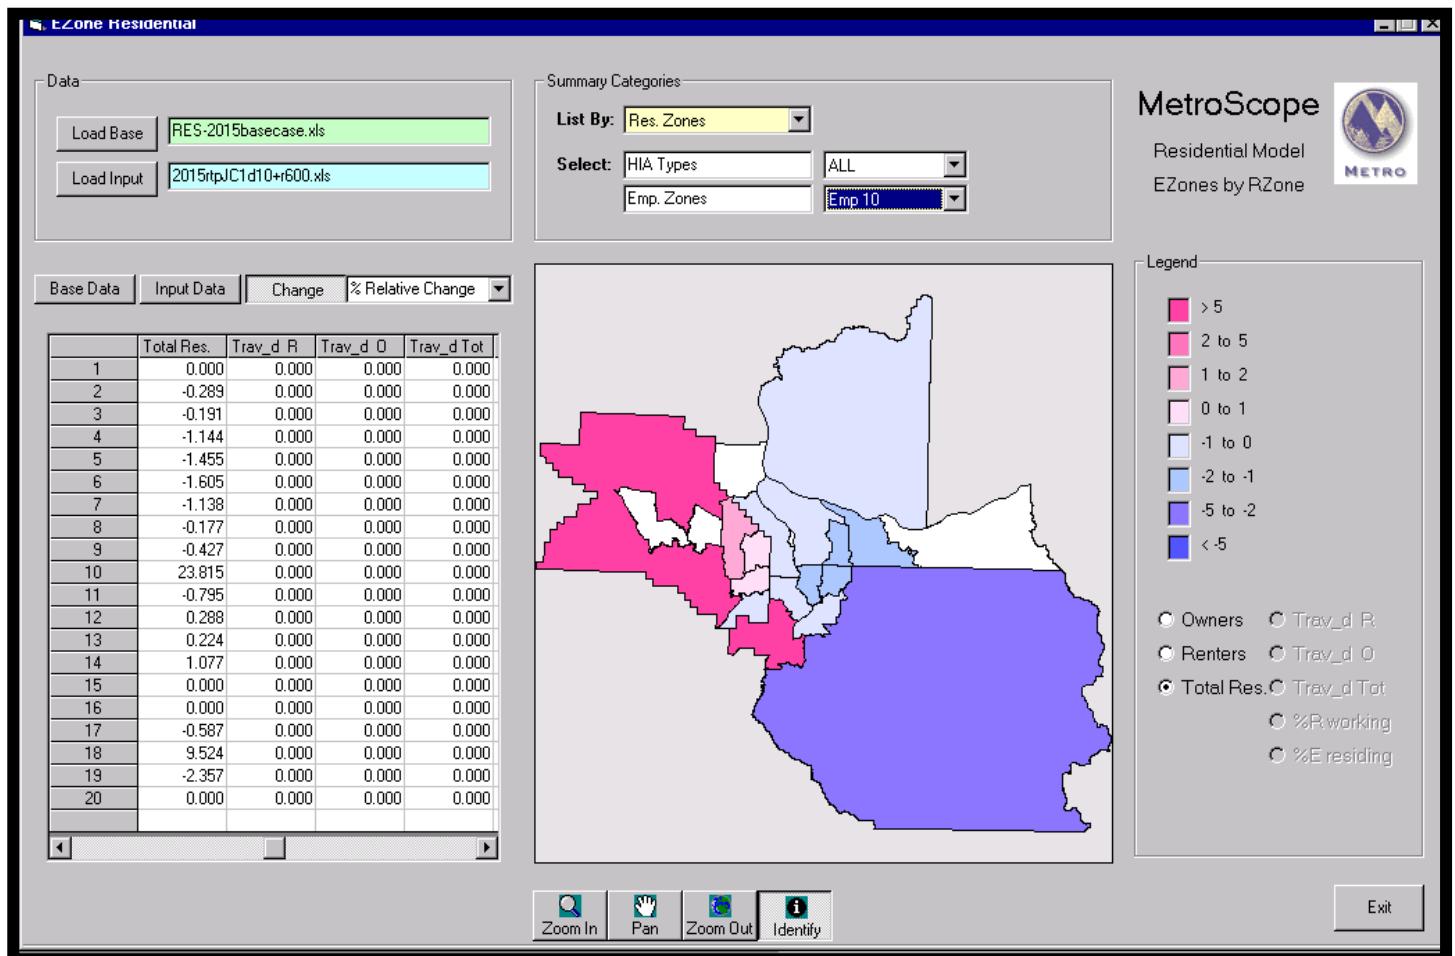 EZone Residential
Data
Load Base RES-2015basecase.xls
Load Input 2015rtpJC1d10+r600.xls
Summary Categories
List By: Res. Zones
Select: HIA Types ALL
Emp. Zones Emp 10
MetroScope
Residential Model
EZones by RZone
METRO
Base Data Input Data Change % Relative Change
Total Res. Trav_d R Trav_d O Trav_d Tot
1 0.000 0.000 0.000 0.000
2 -0.289 0.000 0.000 0.000
3 -0.191 0.000 0.000 0.000
4 -1.144 0.000 0.000 0.000
5 -1.455 0.000 0.000 0.000
6 -1.605 0.000 0.000 0.000
7 -1.138 0.000 0.000 0.000
8 -0.177 0.000 0.000 0.000
9 -0.427 0.000 0.000 0.000
10 23.815 0.000 0.000 0.000
11 -0.795 0.000 0.000 0.000
12 0.288 0.000 0.000 0.000
13 0.224 0.000 0.000 0.000
14 1.077 0.000 0.000 0.000
15 0.000 0.000 0.000 0.000
16 0.000 0.000 0.000 0.000
17 -0.587 0.000 0.000 0.000
18 9.524 0.000 0.000 0.000
19 -2.357 0.000 0.000 0.000
20 0.000 0.000 0.000 0.000
Legend
> 5
2 to 5
1 to 2
0 to 1
-1 to 0
-2 to -1
-5 to -2
< -5
Owners Trav_d R
Renters Trav_d O
Total Res. Trav_d Tot
%R working
%E residing
Zoom In Pan Zoom Out Identify
Exit